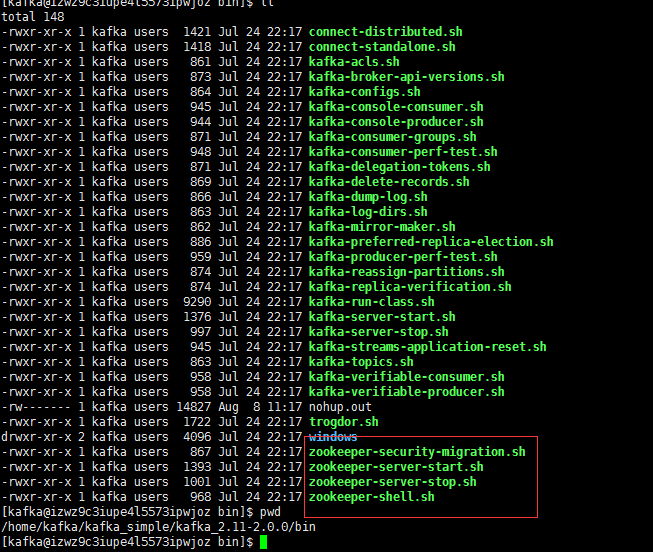 [kafka@izwz9c3iupe4l5573ipwjoz bin]$ ll
total 148
-rwxr-xr-x 1 kafka users  1421 Jul 24 22:17 connect-distributed.sh
-rwxr-xr-x 1 kafka users  1418 Jul 24 22:17 connect-standalone.sh
-rwxr-xr-x 1 kafka users   861 Jul 24 22:17 kafka-acls.sh
-rwxr-xr-x 1 kafka users   873 Jul 24 22:17 kafka-broker-api-versions.sh
-rwxr-xr-x 1 kafka users   864 Jul 24 22:17 kafka-configs.sh
-rwxr-xr-x 1 kafka users   945 Jul 24 22:17 kafka-console-consumer.sh
-rwxr-xr-x 1 kafka users   944 Jul 24 22:17 kafka-console-producer.sh
-rwxr-xr-x 1 kafka users   871 Jul 24 22:17 kafka-consumer-groups.sh
-rwxr-xr-x 1 kafka users   948 Jul 24 22:17 kafka-consumer-perf-test.sh
-rwxr-xr-x 1 kafka users   871 Jul 24 22:17 kafka-delegation-tokens.sh
-rwxr-xr-x 1 kafka users   869 Jul 24 22:17 kafka-delete-records.sh
-rwxr-xr-x 1 kafka users   866 Jul 24 22:17 kafka-dump-log.sh
-rwxr-xr-x 1 kafka users   863 Jul 24 22:17 kafka-log-dirs.sh
-rwxr-xr-x 1 kafka users   862 Jul 24 22:17 kafka-mirror-maker.sh
-rwxr-xr-x 1 kafka users   886 Jul 24 22:17 kafka-preferred-replica-election.sh
-rwxr-xr-x 1 kafka users   959 Jul 24 22:17 kafka-producer-perf-test.sh
-rwxr-xr-x 1 kafka users   874 Jul 24 22:17 kafka-reassign-partitions.sh
-rwxr-xr-x 1 kafka users   874 Jul 24 22:17 kafka-replica-verification.sh
-rwxr-xr-x 1 kafka users  9290 Jul 24 22:17 kafka-run-class.sh
-rwxr-xr-x 1 kafka users  1376 Jul 24 22:17 kafka-server-start.sh
-rwxr-xr-x 1 kafka users   997 Jul 24 22:17 kafka-server-stop.sh
-rwxr-xr-x 1 kafka users   945 Jul 24 22:17 kafka-streams-application-reset.sh
-rwxr-xr-x 1 kafka users   863 Jul 24 22:17 kafka-topics.sh
-rwxr-xr-x 1 kafka users   958 Jul 24 22:17 kafka-verifiable-consumer.sh
-rwxr-xr-x 1 kafka users   958 Jul 24 22:17 kafka-verifiable-producer.sh
-rw------- 1 kafka users 14827 Aug  8 11:17 nohup.out
-rwxr-xr-x 1 kafka users  1722 Jul 24 22:17 trogdor.sh
drwxr-xr-x 2 kafka users  4096 Jul 24 22:17 windows
-rwxr-xr-x 1 kafka users   867 Jul 24 22:17 zookeeper-security-migration.sh
-rwxr-xr-x 1 kafka users  1393 Jul 24 22:17 zookeeper-server-start.sh
-rwxr-xr-x 1 kafka users  1001 Jul 24 22:17 zookeeper-server-stop.sh
-rwxr-xr-x 1 kafka users   968 Jul 24 22:17 zookeeper-shell.sh
[kafka@izwz9c3iupe4l5573ipwjoz bin]$ pwd
/home/kafka/kafka_simple/kafka_2.11-2.0.0/bin
[kafka@izwz9c3iupe4l5573ipwjoz bin]$